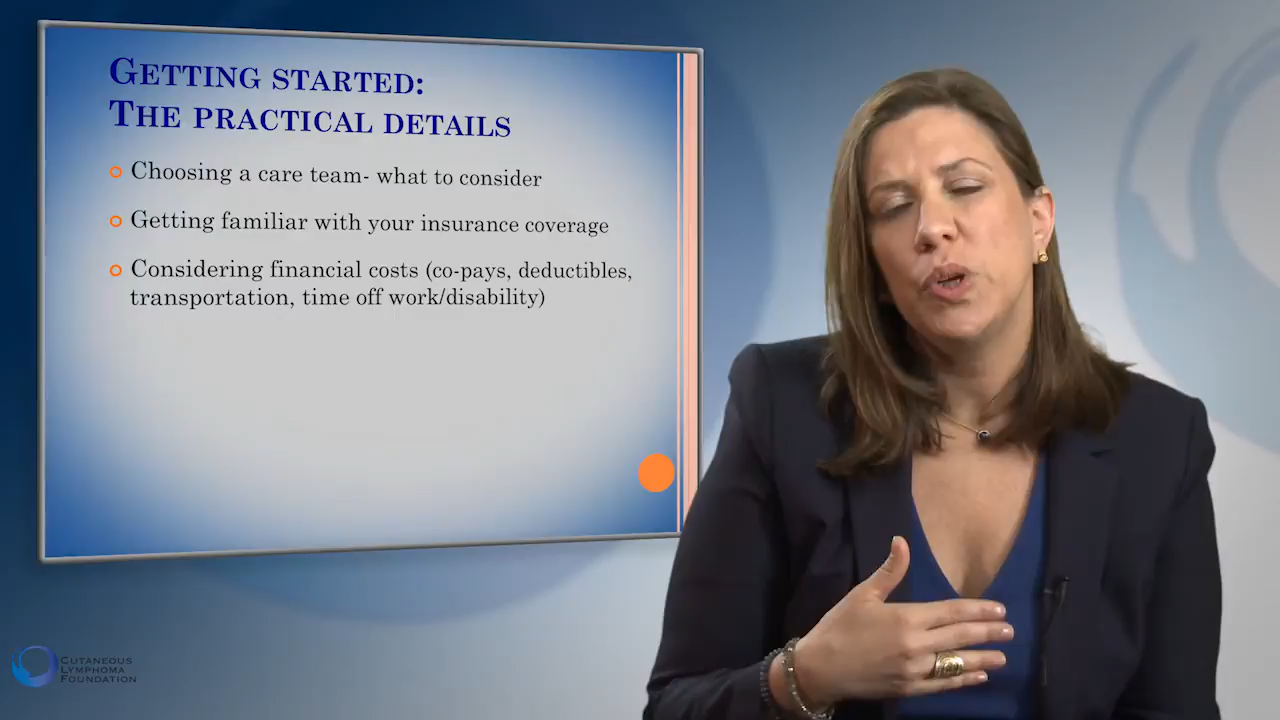 Getting started:
The practical details
Choosing a care team- what to consider
Getting familiar with your insurance coverage
Considering financial costs (co-pays, deductibles,
transportation, time off work/disability)
Cutaneous
Lymphoma
Foundation